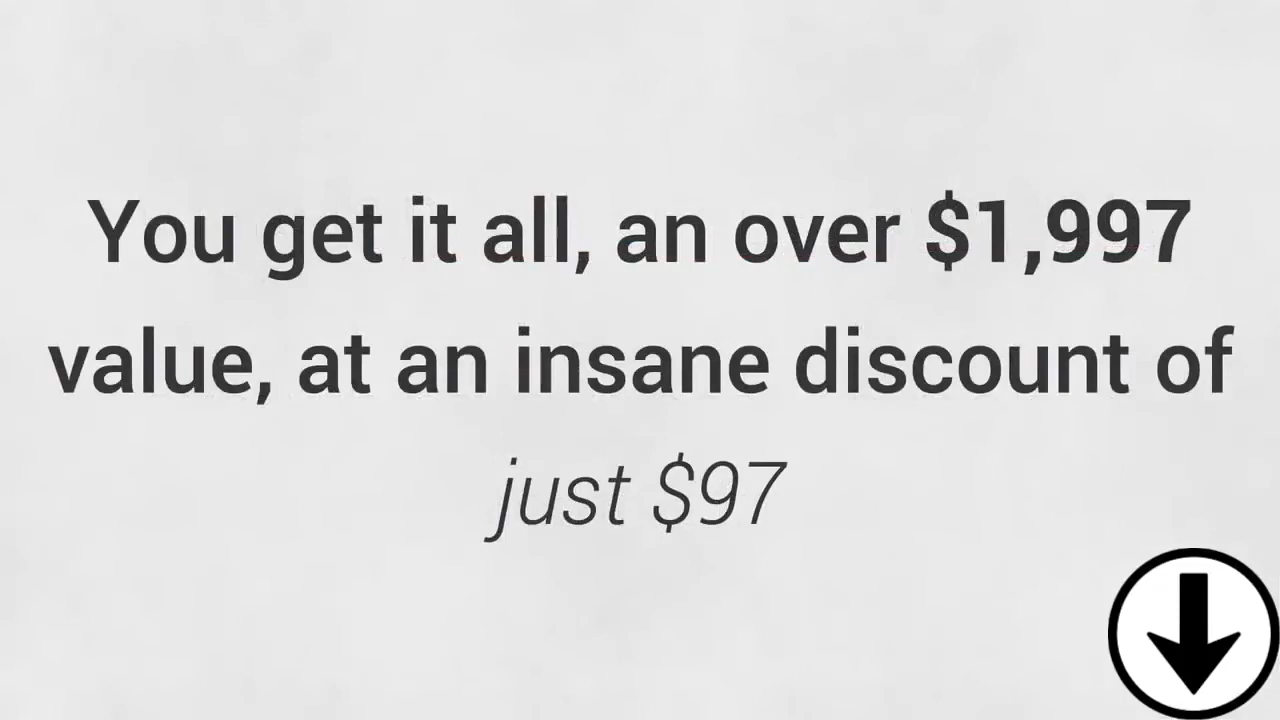 You get it all, an over $1,997
value, at an insane discount of
just $97